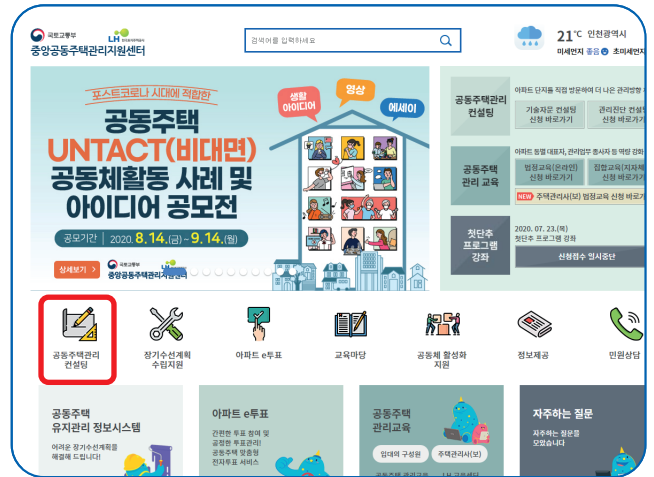 국토교통부 LH
중앙공동주택관리지원센터
검색어를 입력하세요
21℃ 인천광역시
미세먼지 좋음 초미세먼지
포스트코로나 시대에 적합한
공동주택
UNTACT(비대면)
공동체활동 사례 및
아이디어 공모전
공모기간 2020. 8. 14.(금) - 9. 14.(월)
상세보기 >
국토교통부
중앙공동주택관리지원센터
생활
아이디어
영상
에세이
공동주택관리
컨설팅
아파트 단지를 직접 방문하여 더 나은 관리방향
기술자문 컨설팅
신청 바로가기
관리진단 컨설팅
신청 바로가기
공동주택
관리 교육
아파트 동별 대표자, 관리업무 종사자 등 역량 강화
법정교육(온라인)
신청 바로가기
집합교육(지자체
신청 바로가기
NEW 주택관리사(보) 법정교육 신청 바로가
첫단추
프로그램
강좌
2020. 07. 23.(목)
첫단추 프로그램 강좌
신청접수 일시중단
공동주택관리
컨설팅
장기수선계획
수립지원
아파트 e투표
교육마당
공동체 활성화
지원
정보제공
민원상담
공동주택
유지관리 정보시스템
어려운 장기수선계획을
해결해 드립니다!
아파트 e투표
간편한 투표 참여 및
공정한 투표관리!
공동주택 맞춤형
전자투표 서비스
공동주택
관리교육
입대의 구성원 주택관리사(보)
공동주택 관리교육 LH 교육센터
자주하는 질문
자주하는 질문을
모았습니다